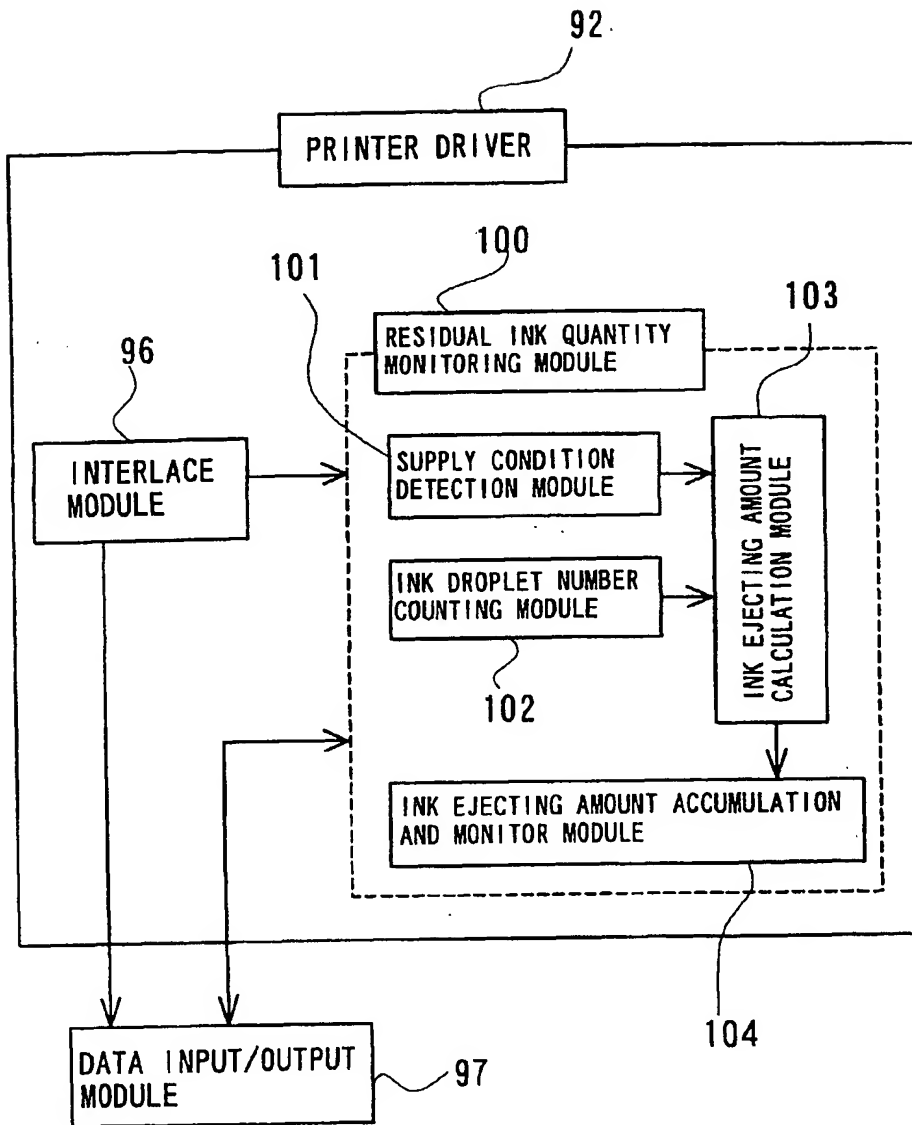 92
PRINTER DRIVER
100
101
103
RESIDUAL INK QUANTITY
MONITORING MODULE
96
INTERLACE
MODULE
SUPPLY CONDITION
DETECTION MODULE
INK EJECTING AMOUNT
CALCULATION MODULE
INK DROPLET NUMBER
COUNTING MODULE
102
INK EJECTING AMOUNT ACCUMULATION
AND MONITOR MODULE
104
DATA INPUT/OUTPUT
MODULE
97